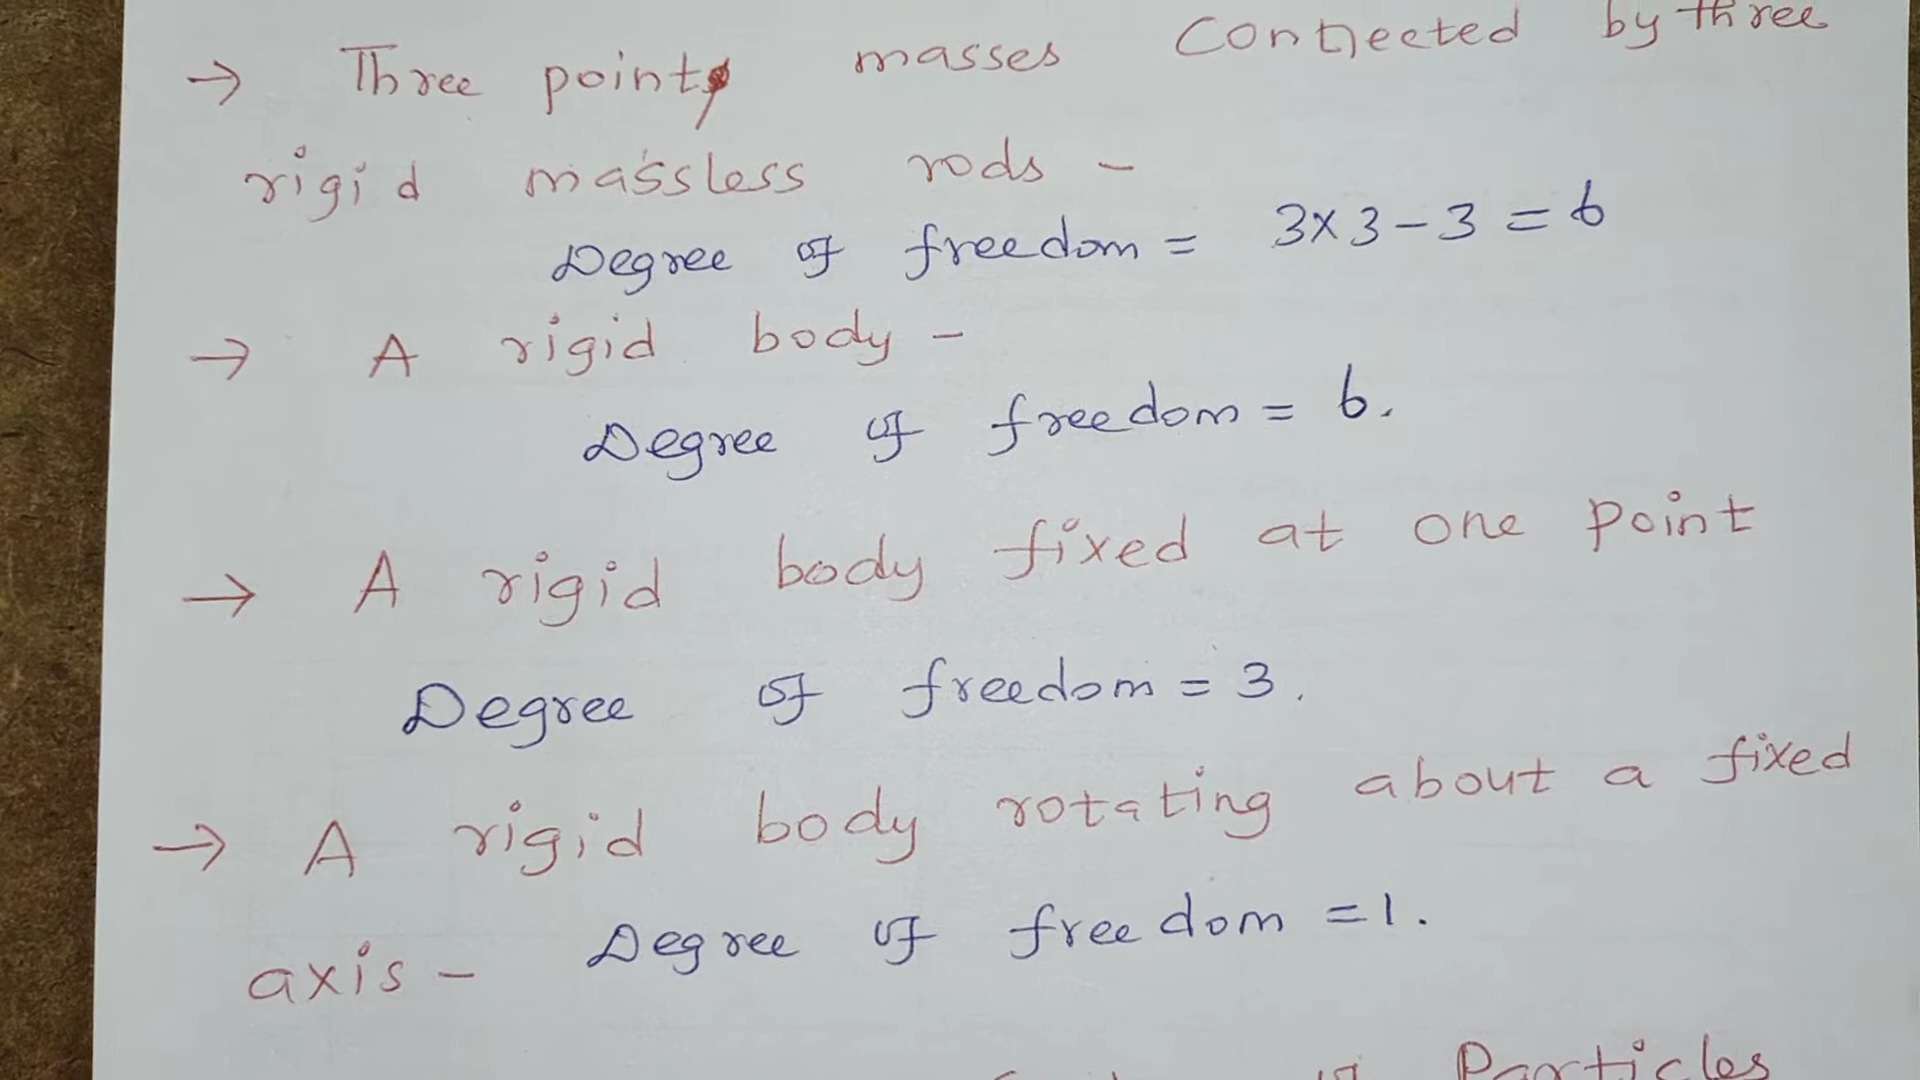 → Three point masses connected by three
rigid massless rods -
Degree of freedom = 3×3-3 = 6
→ A rigid body -
Degree of freedom = 6.
→ A rigid body fixed at one point
Degree of freedom = 3.
→ A rigid body rotating about a fixed
axis - Degree of freedom = 1.
Particles